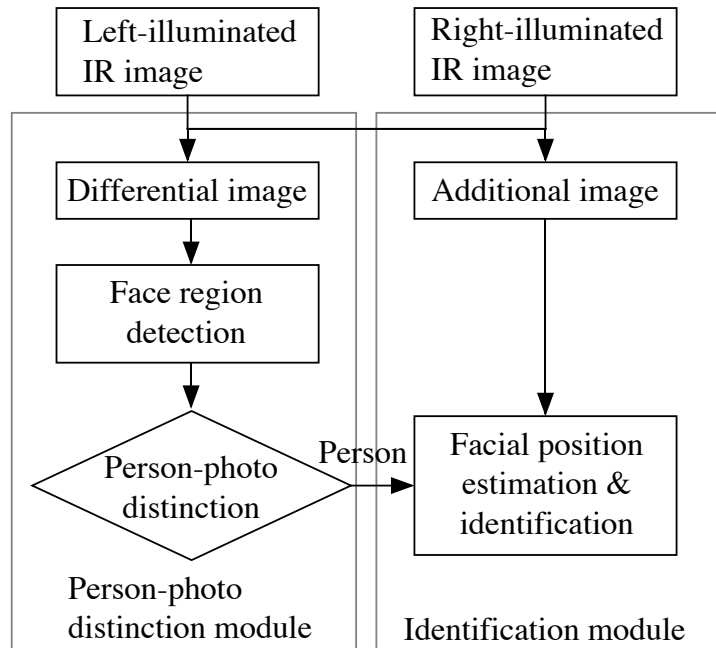 Left-illuminated
IR image
Right-illuminated
IR image
Differential image
Additional image
Face region
detection
Person-photo
distinction
Person
Facial position
estimation &
identification
Person-photo
distinction module
Identification module